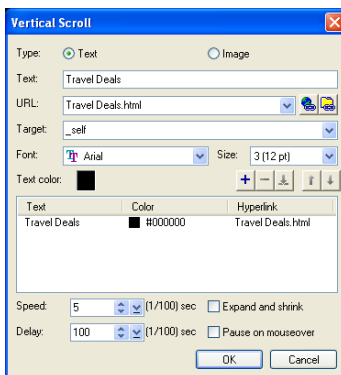 Vertical Scroll
Type: Text Image
Text: Travel Deals
URL: Travel Deals.html
Target: _self
Font: Arial Size: 3 (12 pt)
Text color:
Text Color Hyperlink
Travel Deals #000000 Travel Deals.html
Speed: 5 (1/100) sec Expand and shrink
Delay: 100 (1/100) sec Pause on mouseover
OK Cancel